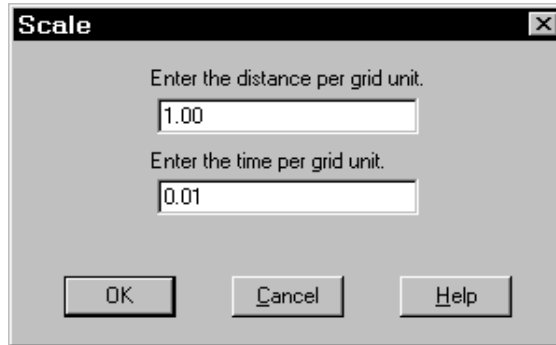 Scale
Enter the distance per grid unit.
1.00
Enter the time per grid unit.
0.01
OK
Cancel
Help